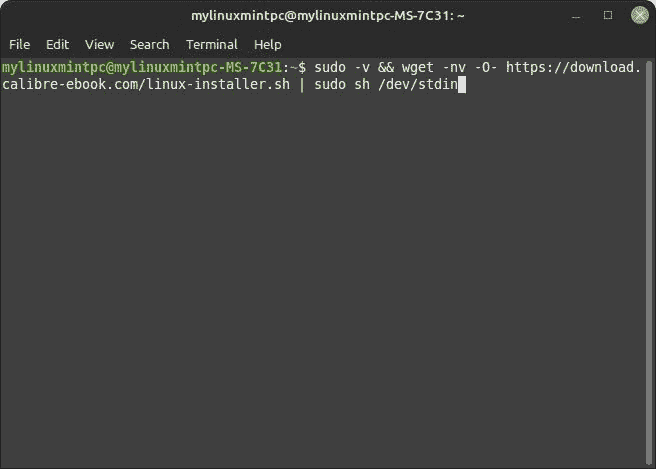 mylinuxmintpc@mylinuxmintpc-MS-7C31: ~
File Edit View Search Terminal Help
mylinuxmintpc@mylinuxmintpc-MS-7C31:~$ sudo -v && wget -nv -O- https://download.
calibre-ebook.com/linux-installer.sh | sudo sh /dev/stdin